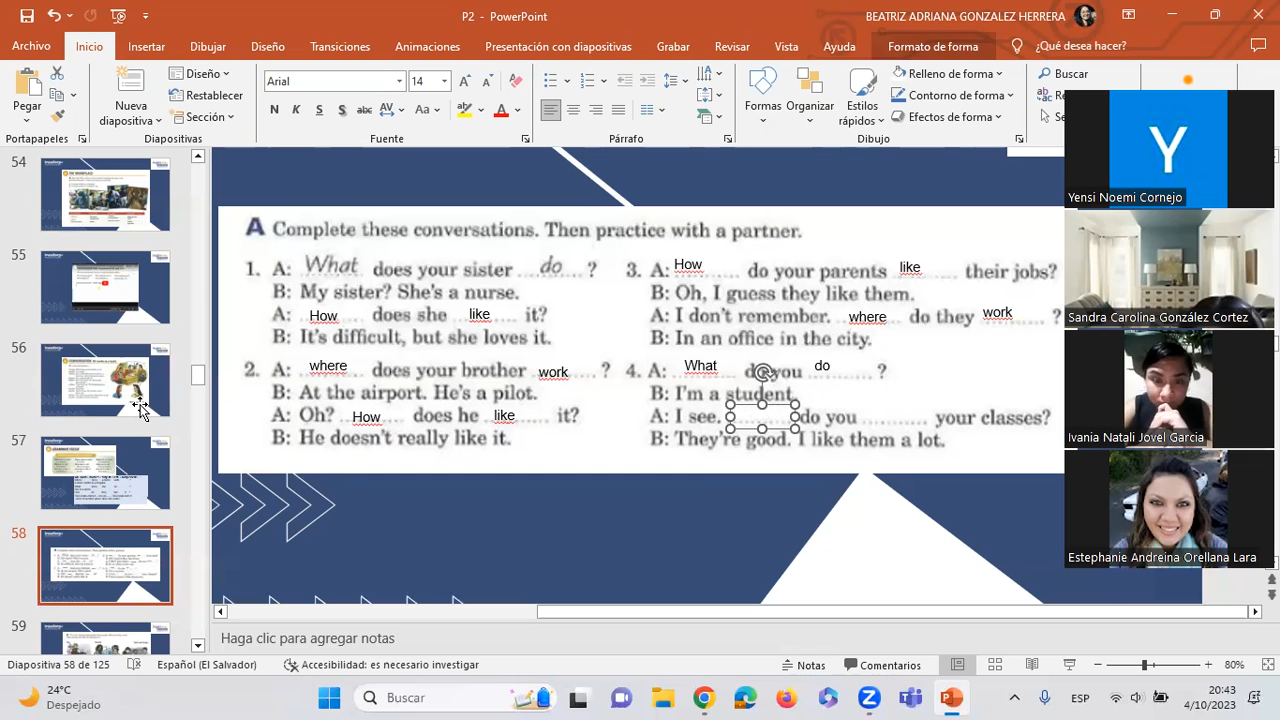 P2 - PowerPoint
BEATRIZ ADRIANA GONZALEZ HERRERA
Archivo Inicio Insertar Dibujar Diseño Transiciones Animaciones Presentación con diapositivas Grabar Revisar Vista Ayuda Formato de forma ¿Qué desea hacer?
Pegar
Portapapeles
Nueva diapositiva
Diseño
Restablecer
Sección
Diapositivas
Arial 14
N K S S abc AV Aa A
Fuente
Párrafo
Formas Organizar Estilos rápidos
Relleno de forma
Contorno de forma
Efectos de forma
Dibujo
Buscar
54
55
56
57
58
59
A Complete these conversations. Then practice with a partner.
1. A: What does your sister do ?
B: My sister? She's a nurse.
A: How does she like it?
B: It's difficult, but she loves it.
2. A: where does your brother work ?
B: At the airport. He's a pilot.
A: Oh? How does he like it?
B: He doesn't really like it.
3. A: How do your parents like their jobs?
B: Oh, I guess they like them.
A: I don't remember. where do they work ?
B: In an office in the city.
4. A: What do you do ?
B: I'm a student.
A: I see. do you your classes?
B: They're good. I like them a lot.
Yensi Noemi Cornejo
Sandra Carolina González Cortez
Ivania Natali Jovel Garcia
Haga clic para agregar notas
Diapositiva 58 de 125 Español (El Salvador) Accesibilidad: es necesario investigar Notas Comentarios 80%
24°C
Despejado
Buscar
ESP
20:43
4/10/2023